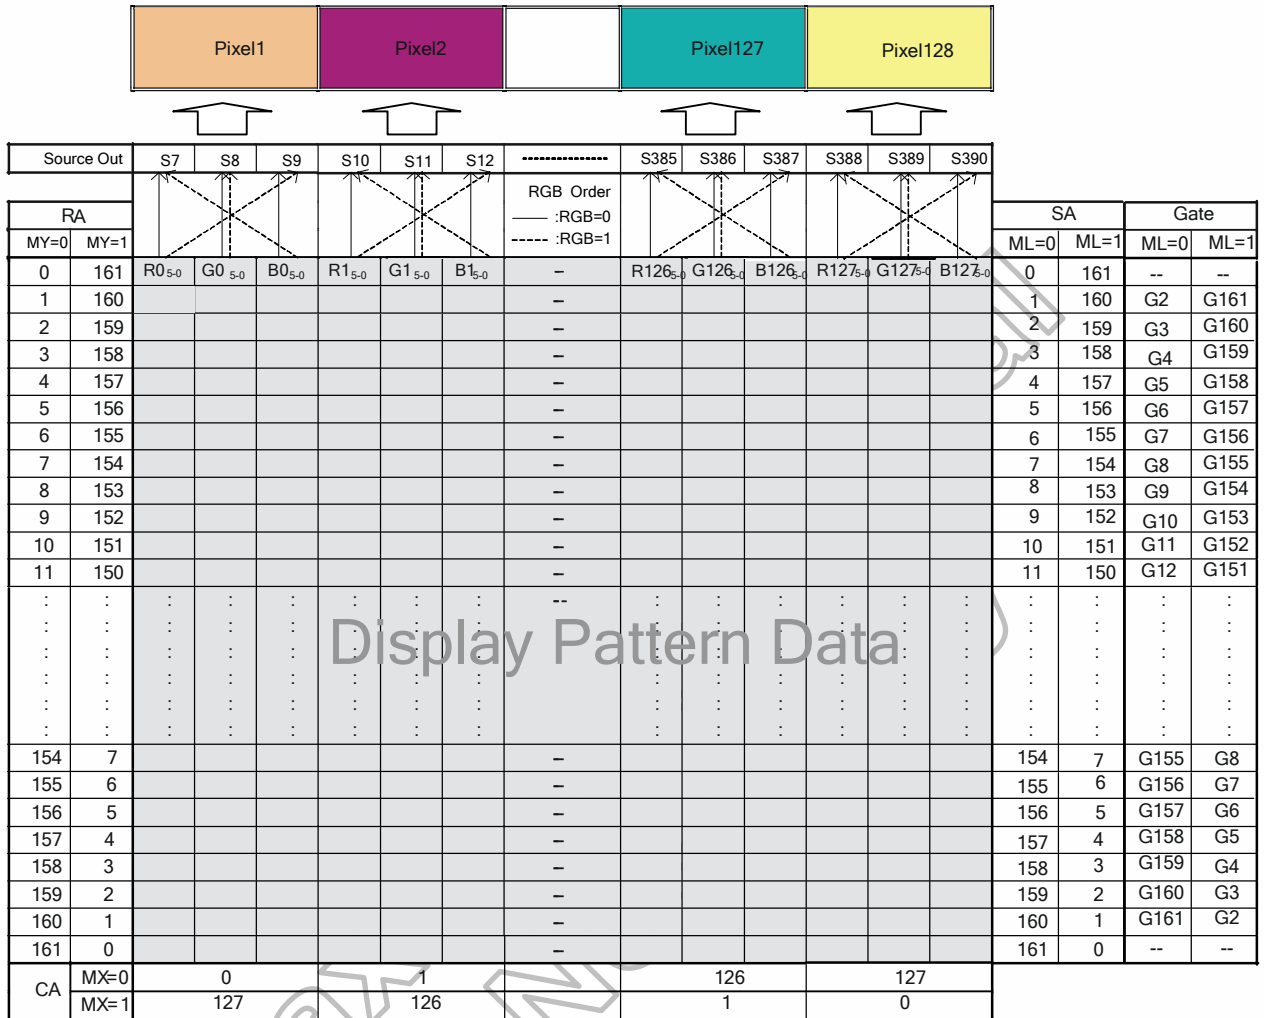 Pixel1 Pixel2 Pixel127 Pixel128
Source Out S7 S8 S9 S10 S11 S12 --------------- S385 S386 S387 S388 S389 S390
RGB Order
:RGB=0
:RGB=1
RA SA Gate
MY=0 MY=1 ML=0 ML=1 ML=0 ML=1
0 161 R0 5-0 G0 5-0 B0 5-0 R1 5-0 G1 5-0 B1 5-0 -- R126 5-0 G126 5-0 B126 5-0 R127 5-0 G127 5-0 B127 5-0 0 161 -- --
1 160 -- 1 160 G2 G161
2 159 -- 2 159 G3 G160
3 158 -- 3 158 G4 G159
4 157 -- 4 157 G5 G158
5 156 -- 5 156 G6 G157
6 155 -- 6 155 G7 G156
7 154 -- 7 154 G8 G155
8 153 -- 8 153 G9 G154
9 152 -- 9 152 G10 G153
10 151 -- 10 151 G11 G152
11 150 -- 11 150 G12 G151
: : : : : : : : -- : : : : : : : : : :
: : : : : : : : : : : : : : : : : :
Display Pattern Data
: : : : : : : : : : : : : : : : : :
: : : : : : : : : : : : : : : : : :
: : : : : : : : : : : : : : : : : :
: : : : : : : : : : : : : : : : : :
154 7 -- 154 7 G155 G8
155 6 -- 155 6 G156 G7
156 5 -- 156 5 G157 G6
157 4 -- 157 4 G158 G5
158 3 -- 158 3 G159 G4
159 2 -- 159 2 G160 G3
160 1 -- 160 1 G161 G2
161 0 -- 161 0 -- --
CA MX=0 0 1 126 127
MX=1 127 126 1 0